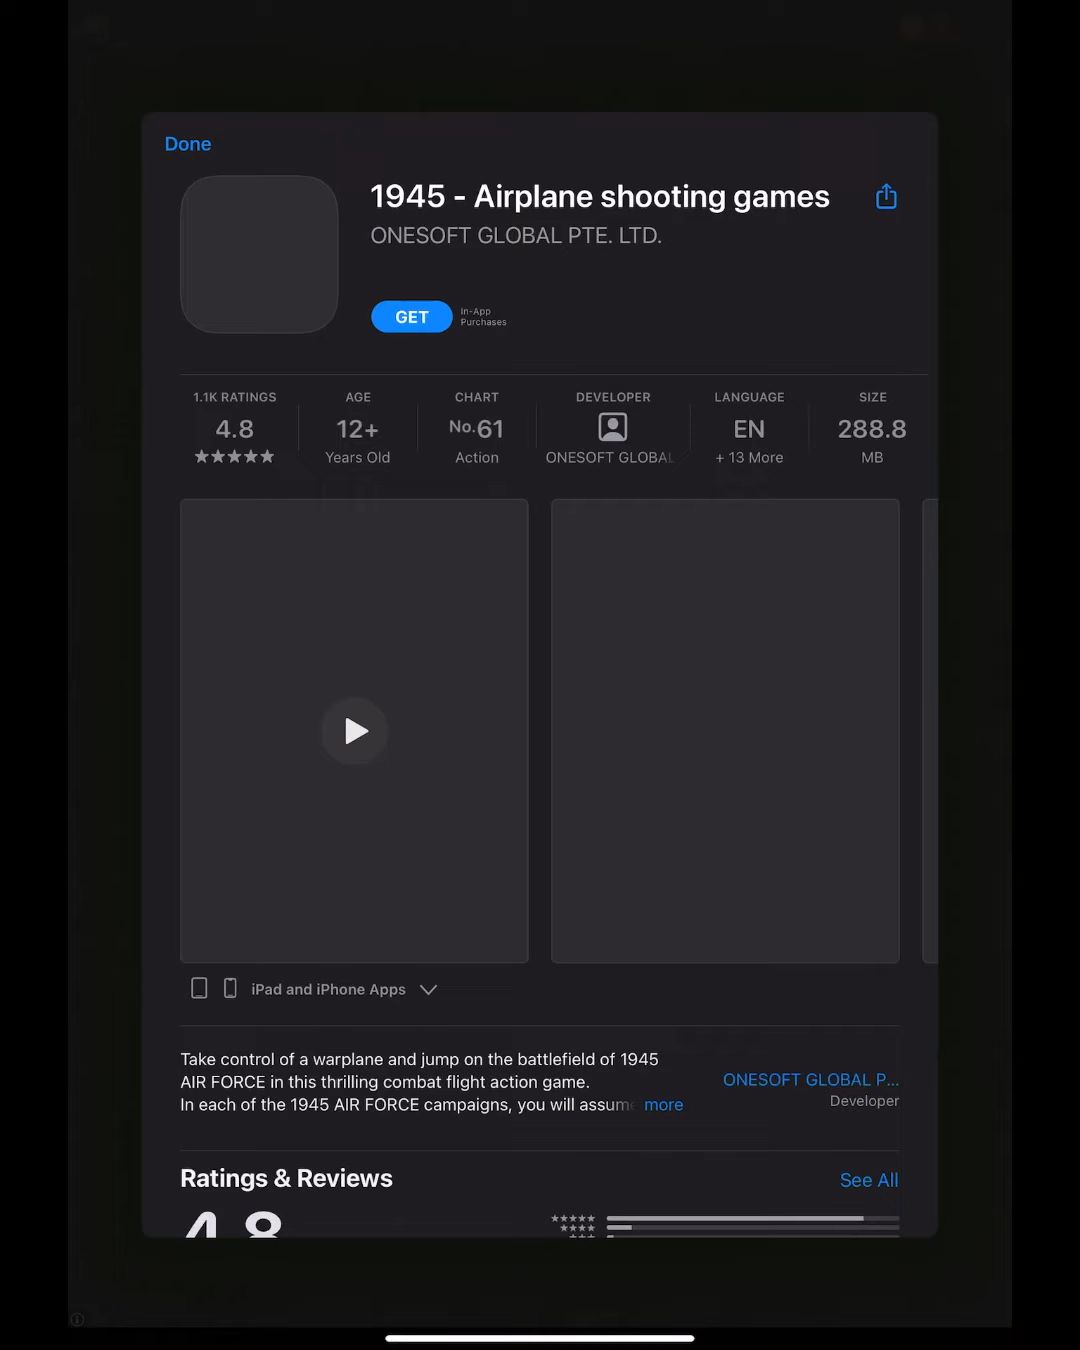 Done
1945 - Airplane shooting games
ONESOFT GLOBAL PTE. LTD.
GET
In-App
Purchases
1.1K RATINGS
4.8
★★★★★
AGE
12+
Years Old
CHART
No.61
Action
DEVELOPER
ONESOFT GLOBAL
LANGUAGE
EN
+ 13 More
SIZE
288.8
MB
iPad and iPhone Apps
Take control of a warplane and jump on the battlefield of 1945
AIR FORCE in this thrilling combat flight action game.
In each of the 1945 AIR FORCE campaigns, you will assume more
ONESOFT GLOBAL P...
Developer
Ratings & Reviews
See All
4.8